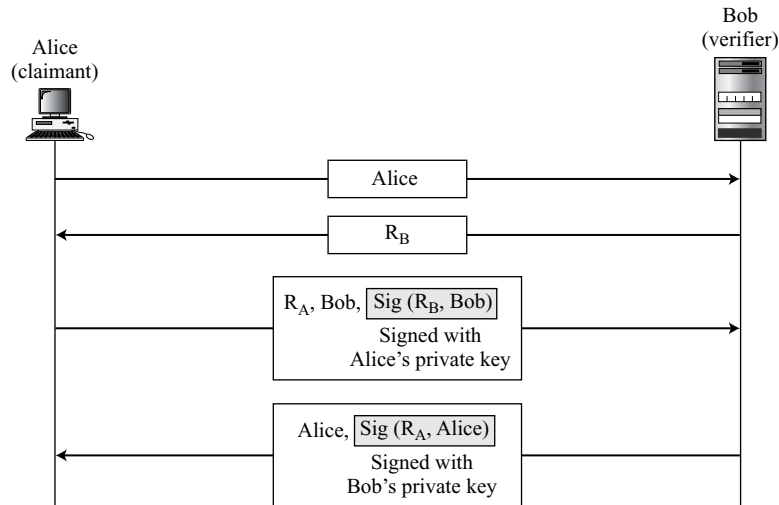 Alice
(claimant)
Bob
(verifier)
Alice
R_B
R_A, Bob, Sig (R_B, Bob)
Signed with
Alice's private key
Alice, Sig (R_A, Alice)
Signed with
Bob's private key